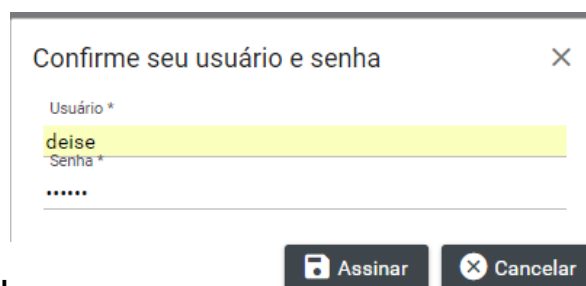 Confirme seu usuário e senha
Usuário *
deise
Senha *
••••••
Assinar
Cancelar